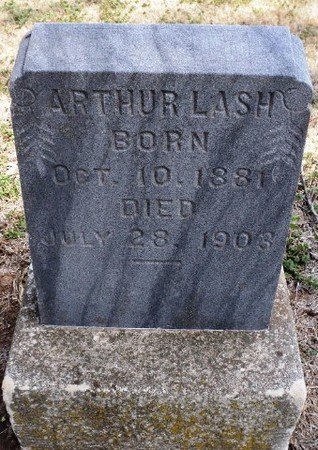 ARTHUR LASH
BORN
OCT. 10. 1881
DIED
JULY 28. 1903